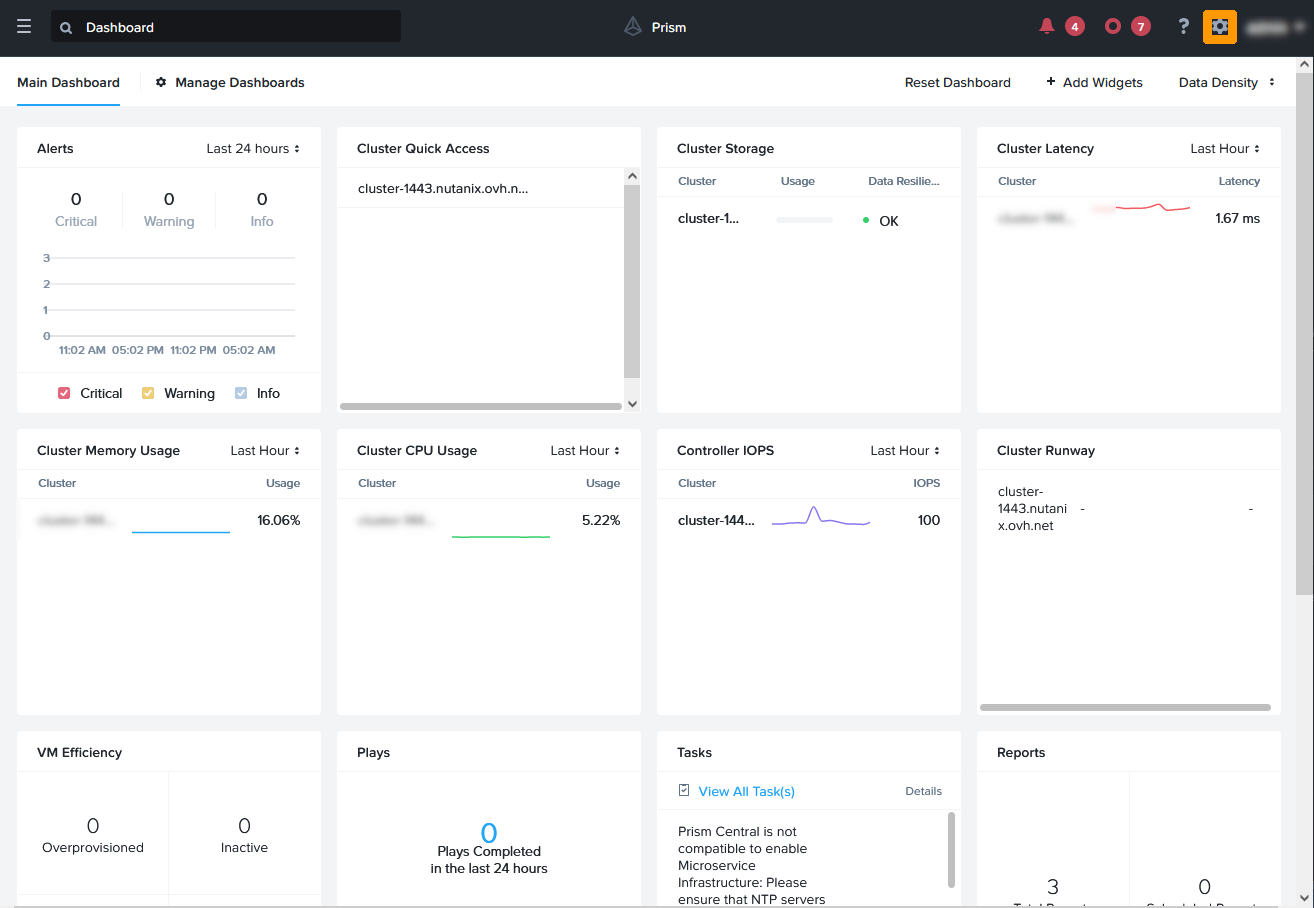 Dashboard
Prism
4
7
?
Main Dashboard
Manage Dashboards
Reset Dashboard
+ Add Widgets
Data Density
Alerts
Last 24 hours
0
Critical
0
Warning
0
Info
3
2
1
0
11:02 AM 05:02 PM 11:02 PM 05:02 AM
Critical
Warning
Info
Cluster Quick Access
cluster-1443.nutanix.ovh.n...
Cluster Storage
Cluster Usage Data Resilie...
cluster-1... OK
Cluster Latency
Last Hour
Cluster Latency
1.67 ms
Cluster Memory Usage
Last Hour
Cluster Usage
16.06%
Cluster CPU Usage
Last Hour
Cluster Usage
5.22%
Controller IOPS
Last Hour
Cluster IOPS
cluster-144... 100
Cluster Runway
cluster-
1443.nutani - -
x.ovh.net
VM Efficiency
0
Overprovisioned
0
Inactive
Plays
0
Plays Completed
in the last 24 hours
Tasks
View All Task(s)
Details
Prism Central is not
compatible to enable
Microservice
Infrastructure: Please
ensure that NTP servers
Reports
3
0